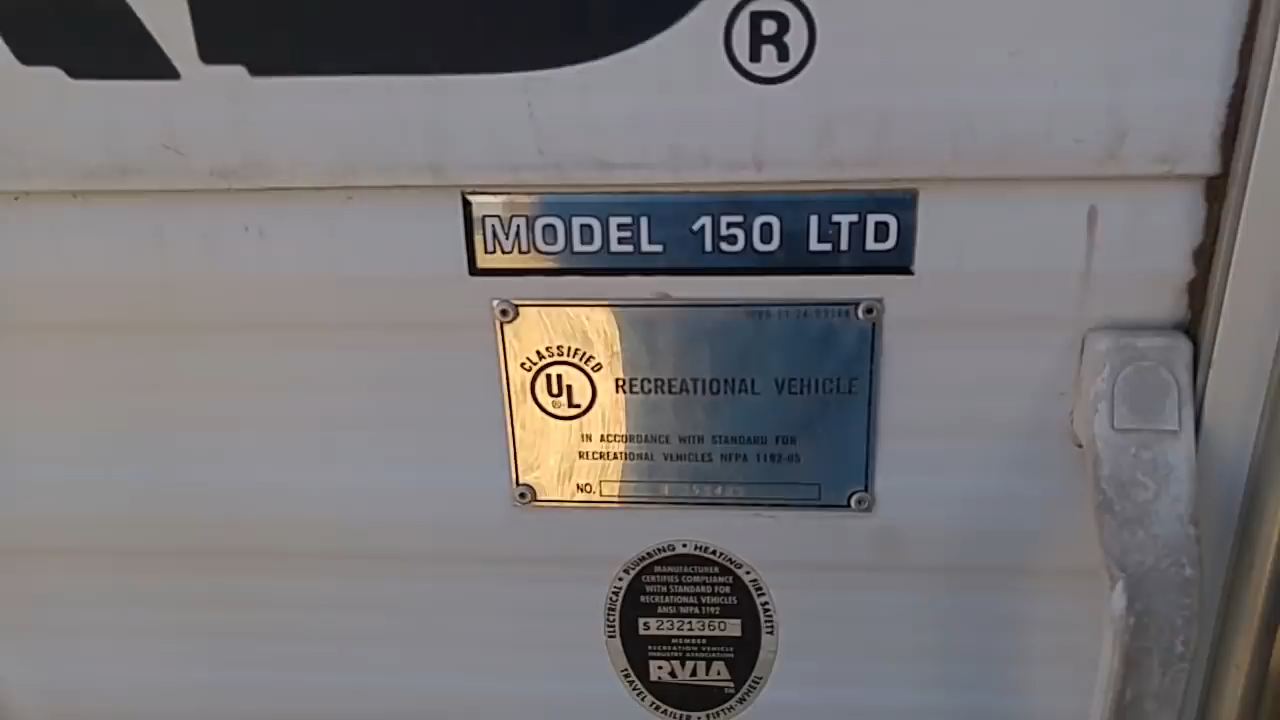 ®
MODEL 150 LTD
CLASSIFIED
UL®
RECREATIONAL VEHICLE
IN ACCORDANCE WITH STANDARD FOR
RECREATIONAL VEHICLES NFPA 1192-05
NO.
ELECTRICAL • PLUMBING • HEATING • FIRE SAFETY
MANUFACTURER
CERTIFIES COMPLIANCE
WITH STANDARD FOR
RECREATIONAL VEHICLES
ANSI/NFPA 1192
S 2321360
MEMBER
RECREATION VEHICLE
INDUSTRY ASSOCIATION
RVIA
TM
TRAVEL TRAILER • FIFTH-WHEEL